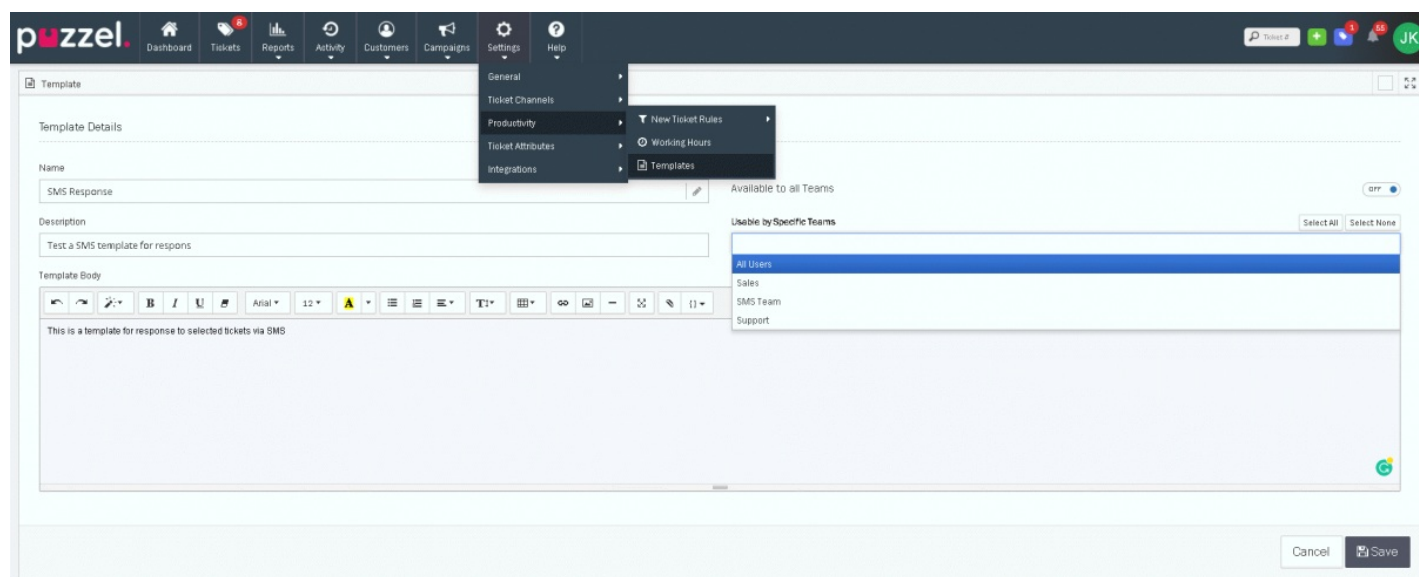 puzzel.
Dashboard
Tickets
8
Reports
Activity
Customers
Campaigns
Settings
Help
Ticket #
1
55
JK
Template
General
Ticket Channels
Productivity
Ticket Attributes
Integrations
New Ticket Rules
Working Hours
Templates
Template Details
Name
SMS Response
Available to all Teams
OFF
Description
Test a SMS template for respons
Usable by Specific Teams
Select All
Select None
All Users
Sales
SMS Team
Support
Template Body
B I U Arial 12 A T
This is a template for response to selected tickets via SMS
Cancel
Save